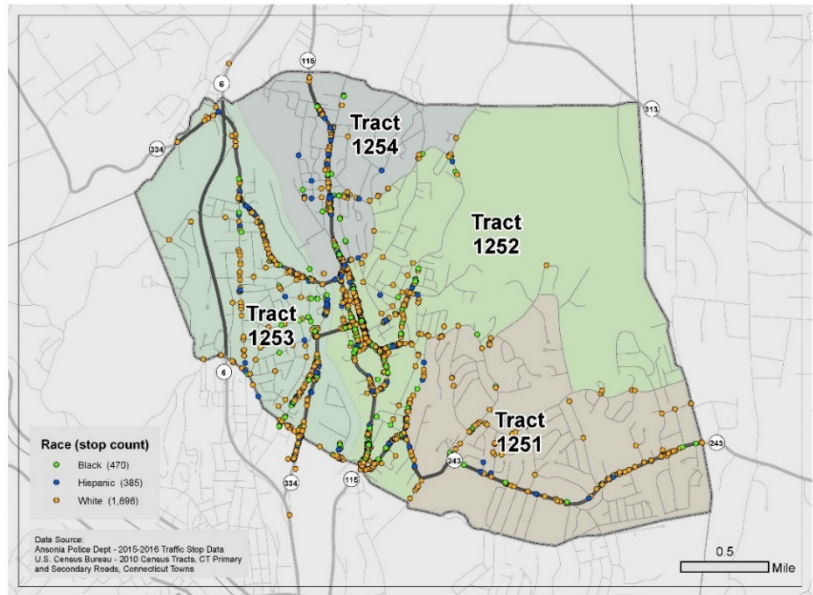 115
6
313
334
Tract
1254
Tract
1252
Tract
1253
6
Tract
1251
243
243
334
115
Race (stop count)
Black (470)
Hispanic (385)
White (1,898)
Data Source:
Ansonia Police Dept - 2015-2016 Traffic Stop Data
U.S. Census Bureau - 2010 Census Tracts, CT Primary
and Secondary Roads, Connecticut Towns
0.5
Mile